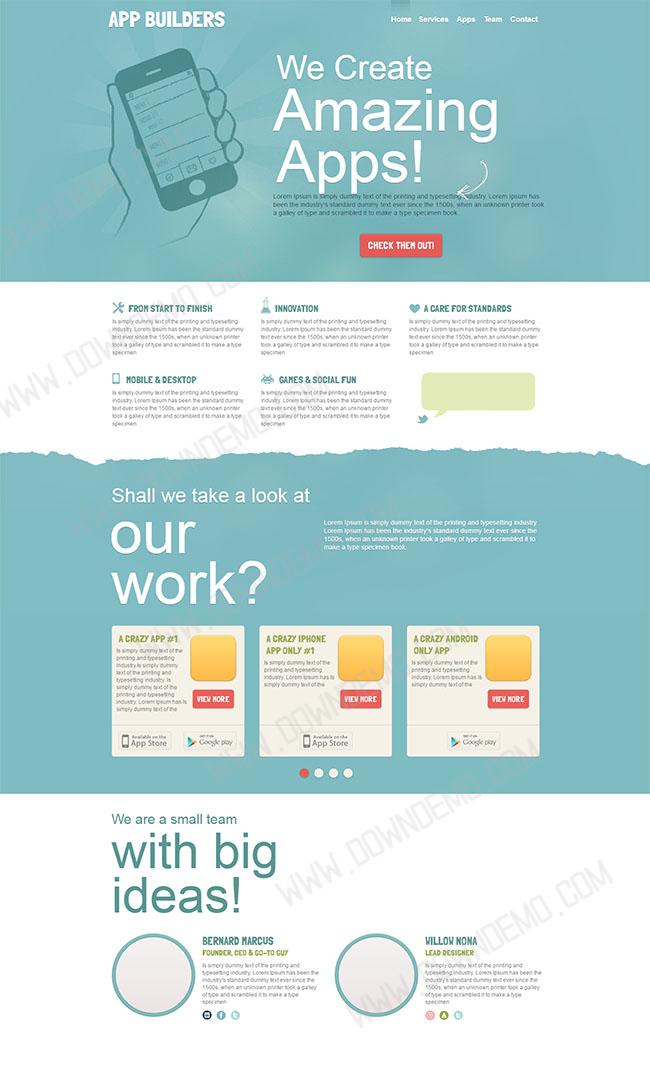 APP BUILDERS
Home Services Apps Team Contact
We Create
Amazing
Apps!
Lorem Ipsum is simply dummy text of the printing and typesetting industry. Lorem Ipsum has
been the industry's standard dummy text ever since the 1500s, when an unknown printer took
a galley of type and scrambled it to make a type specimen book.
CHECK THEM OUT!
FROM START TO FINISH
Is simply dummy text of the printing and typesetting
industry. Lorem Ipsum has been the standard dummy
text ever since the 1500s, when an unknown printer
took a galley of type and scrambled it to make a type
specimen
INNOVATION
Is simply dummy text of the printing and typesetting
industry. Lorem Ipsum has been the standard dummy
text ever since the 1500s, when an unknown printer
took a galley of type and scrambled it to make a type
specimen
A CARE FOR STANDARDS
Is simply dummy text of the printing and typesetting
industry. Lorem Ipsum has been the standard dummy
text ever since the 1500s, when an unknown printer
took a galley of type and scrambled it to make a type
specimen
MOBILE & DESKTOP
Is simply dummy text of the printing and typesetting
industry. Lorem Ipsum has been the standard dummy
text ever since the 1500s, when an unknown printer
took a galley of type and scrambled it to make a type
specimen
GAMES & SOCIAL FUN
Is simply dummy text of the printing and typesetting
industry. Lorem Ipsum has been the standard dummy
text ever since the 1500s, when an unknown printer
took a galley of type and scrambled it to make a type
specimen
Shall we take a look at
our
work?
Lorem Ipsum is simply dummy text of the printing and typesetting industry
Lorem Ipsum has been the industry's standard dummy text ever since the
1500s, when an unknown printer took a galley of type and scrambled it to
make a type specimen book.
A CRAZY APP #1
Is simply dummy text of the
printing and typesetting
industry.Is simply dummy
text of the printing and
typesetting industry. Is
simply dummy text of the
printing and typesetting
industry. Lorem Ipsum has Is
simply dummy text of the
VIEW MORE
Available on the
App Store
GET IT ON
Google play
A CRAZY IPHONE
APP ONLY #1
Is simply dummy text of the
printing and typesetting
industry. Is simply dummy
text of the
VIEW MORE
Available on the
App Store
A CRAZY ANDROID
ONLY APP
Is simply dummy text of the
printing and typesetting
industry. Is simply dummy
text of the
VIEW MORE
GET IT ON
Google play
We are a small team
with big
ideas!
BERNARD MARCUS
FOUNDER, CEO & GO-TO GUY
Is simply dummy text of the printing and typesetting
industry. Lorem Ipsum has been the standard dummy
text ever since the 1500s, when an unknown printer
took a galley of type and scrambled it to make a type
specimen
WILLOW NONA
LEAD DESIGNER
Is simply dummy text of the printing and typesetting
industry. Lorem Ipsum has been the standard dummy
text ever since the 1500s, when an unknown printer
took a galley of type and scrambled it to make a type
specimen
WWW.DOWNDEMO.COM
WWW.DOWNDEMO.COM
WWW.DOWNDEMO.COM